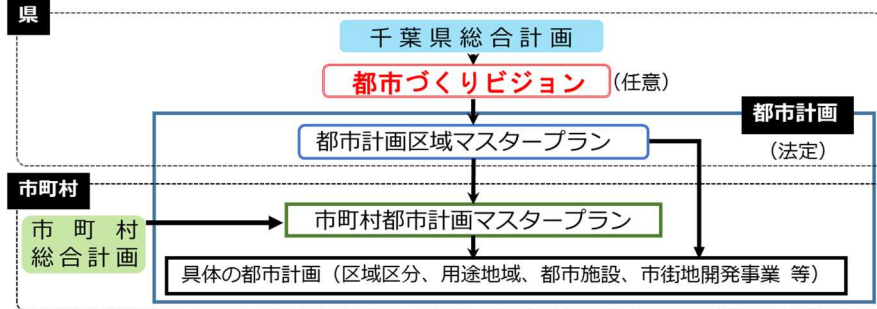 県
千葉県総合計画
都市づくりビジョン
(任意)
都市計画
(法定)
都市計画区域マスタープラン
市町村
市町村都市計画マスタープラン
市町村
総合計画
具体の都市計画（区域区分、用途地域、都市施設、市街地開発事業 等）